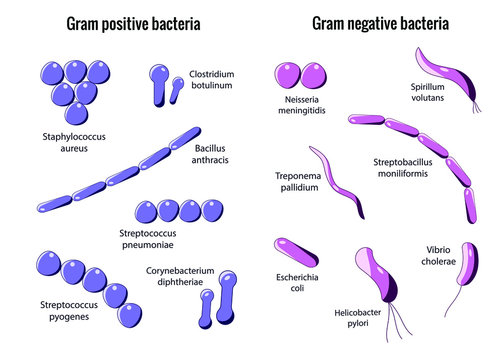 Gram positive bacteria
Staphylococcus
aureus
Clostridium
botulinum
Bacillus
anthracis
Streptococcus
pneumoniae
Streptococcus
pyogenes
Corynebacterium
diphtheriae
Gram negative bacteria
Neisseria
meningitidis
Spirillum
volutans
Treponema
pallidium
Streptobacillus
moniliformis
Escherichia
coli
Helicobacter
pylori
Vibrio
cholerae